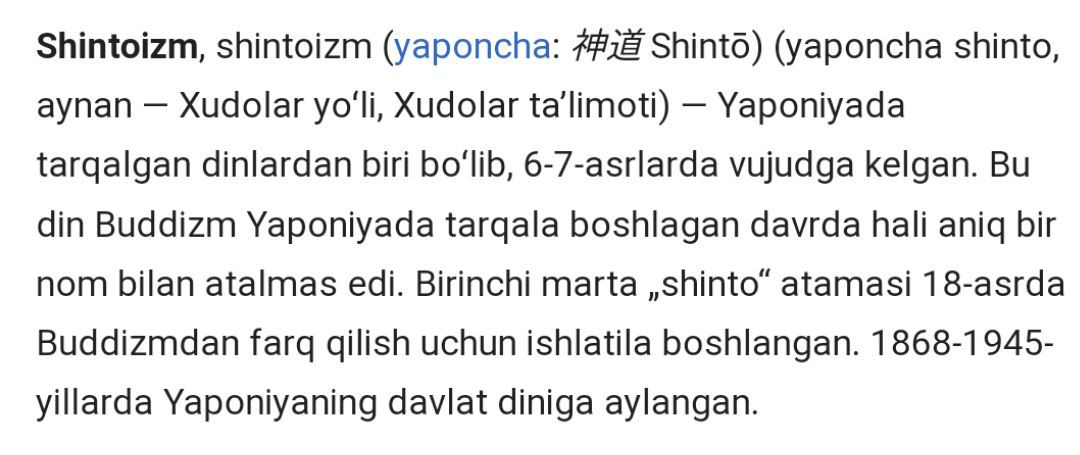 Shintoizm, shintoizm (yaponcha: 神道 Shintō) (yaponcha shinto,
aynan — Xudolar yoʻli, Xudolar taʼlimoti) — Yaponiyada
tarqalgan dinlardan biri boʻlib, 6-7-asrlarda vujudga kelgan. Bu
din Buddizm Yaponiyada tarqala boshlagan davrda hali aniq bir
nom bilan atalmas edi. Birinchi marta „shinto“ atamasi 18-asrda
Buddizmdan farq qilish uchun ishlatila boshlangan. 1868-1945-
yillarda Yaponiyaning davlat diniga aylangan.